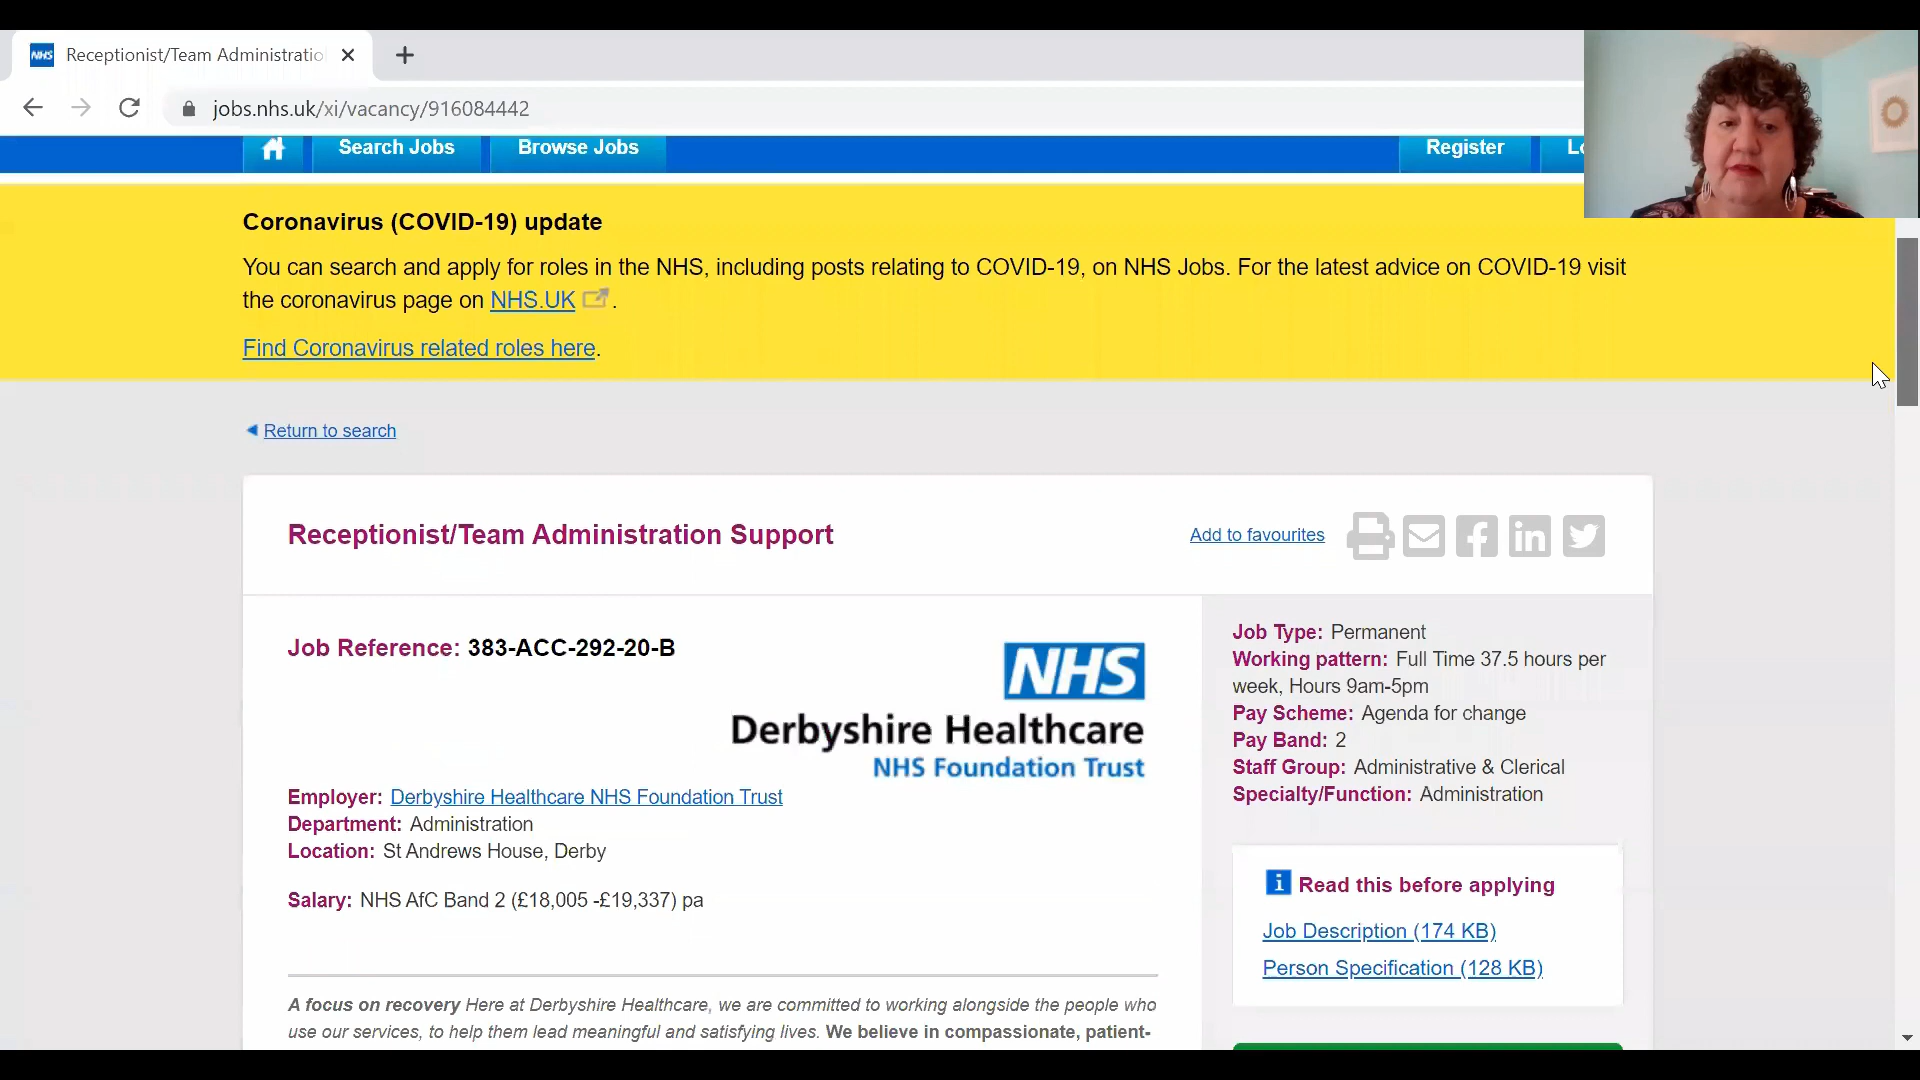 NHS Receptionist/Team Administratio
jobs.nhs.uk/xi/vacancy/916084442
Search Jobs Browse Jobs Register
Coronavirus (COVID-19) update
You can search and apply for roles in the NHS, including posts relating to COVID-19, on NHS Jobs. For the latest advice on COVID-19 visit
the coronavirus page on NHS.UK .
Find Coronavirus related roles here.
Return to search
Receptionist/Team Administration Support
Add to favourites
Job Reference: 383-ACC-292-20-B
NHS
Derbyshire Healthcare
NHS Foundation Trust
Employer: Derbyshire Healthcare NHS Foundation Trust
Department: Administration
Location: St Andrews House, Derby
Salary: NHS AfC Band 2 (£18,005 -£19,337) pa
A focus on recovery Here at Derbyshire Healthcare, we are committed to working alongside the people who
use our services, to help them lead meaningful and satisfying lives. We believe in compassionate, patient-
Job Type: Permanent
Working pattern: Full Time 37.5 hours per
week, Hours 9am-5pm
Pay Scheme: Agenda for change
Pay Band: 2
Staff Group: Administrative & Clerical
Specialty/Function: Administration
Read this before applying
Job Description (174 KB)
Person Specification (128 KB)